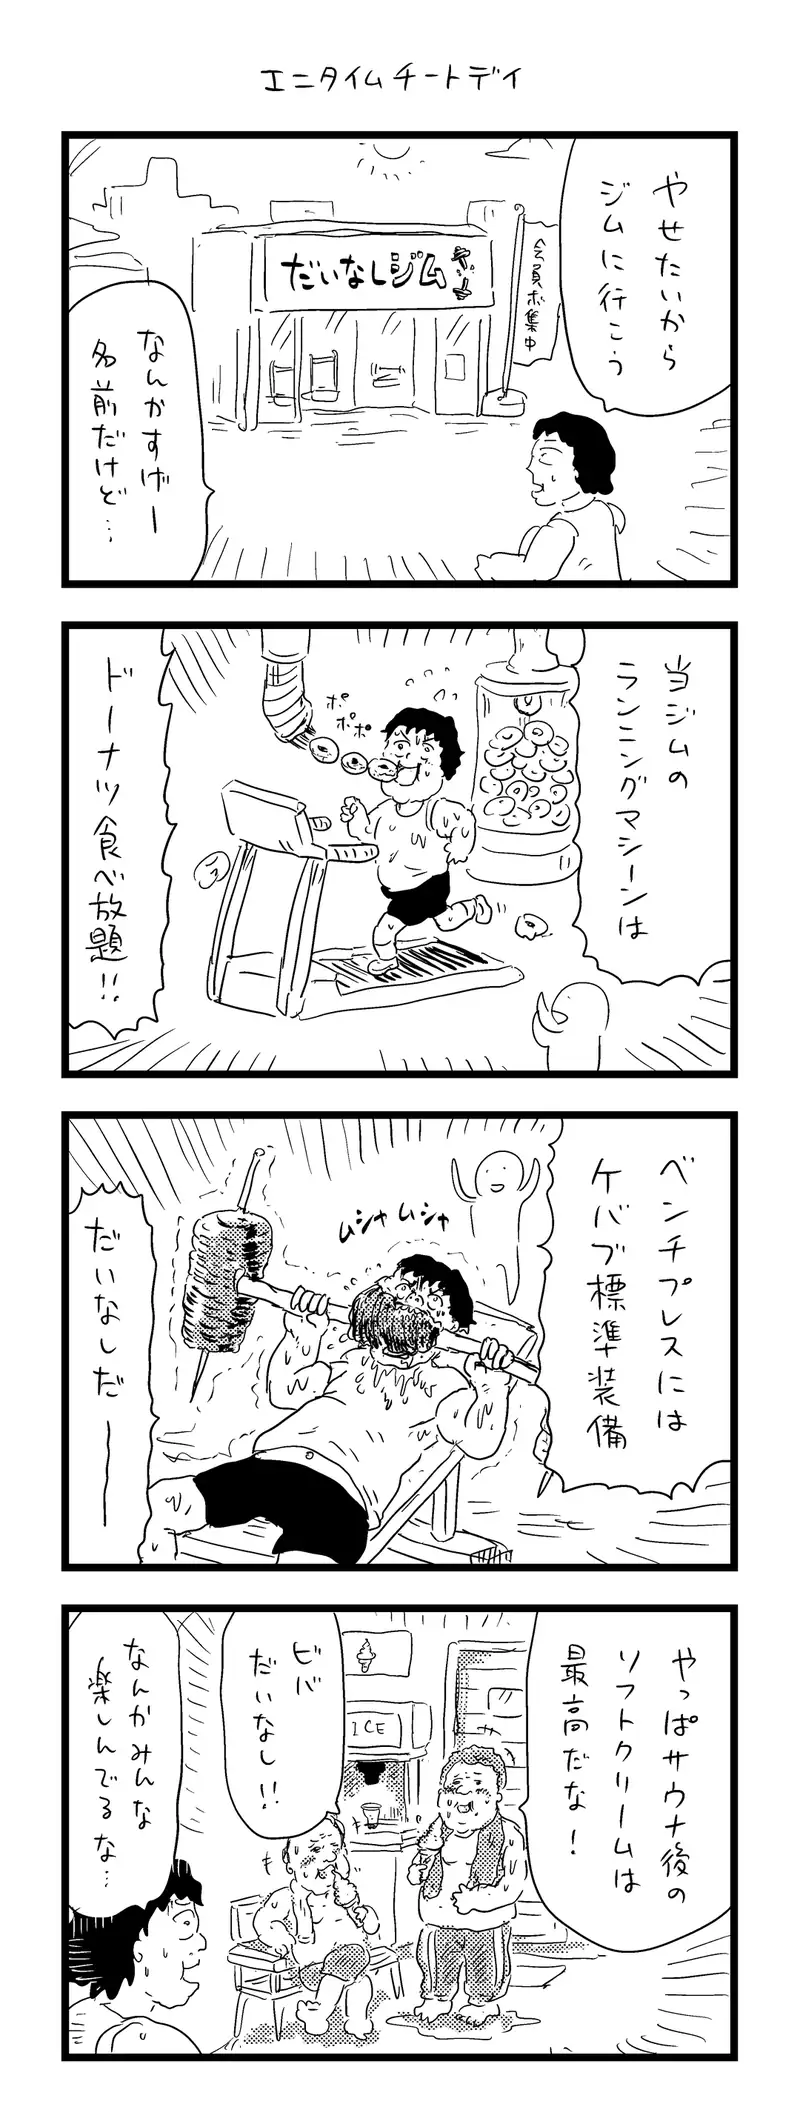 エニタイムチートデイ
やせたいから
ジムに行こう
だいなしジム
会員ボ集中
なんかすげー
名前だけど…
当ジムの
ランニングマシーンは
ポポポ
ドーナツ食べ放題!!
ベンチプレスには
ケバブ標準装備
ムシャムシャ
だいなしだー
やっぱサウナ後の
ソフトクリームは
最高だな!
ICE
ビバ
だいなし!!
なんかみんな
楽しんでるな…